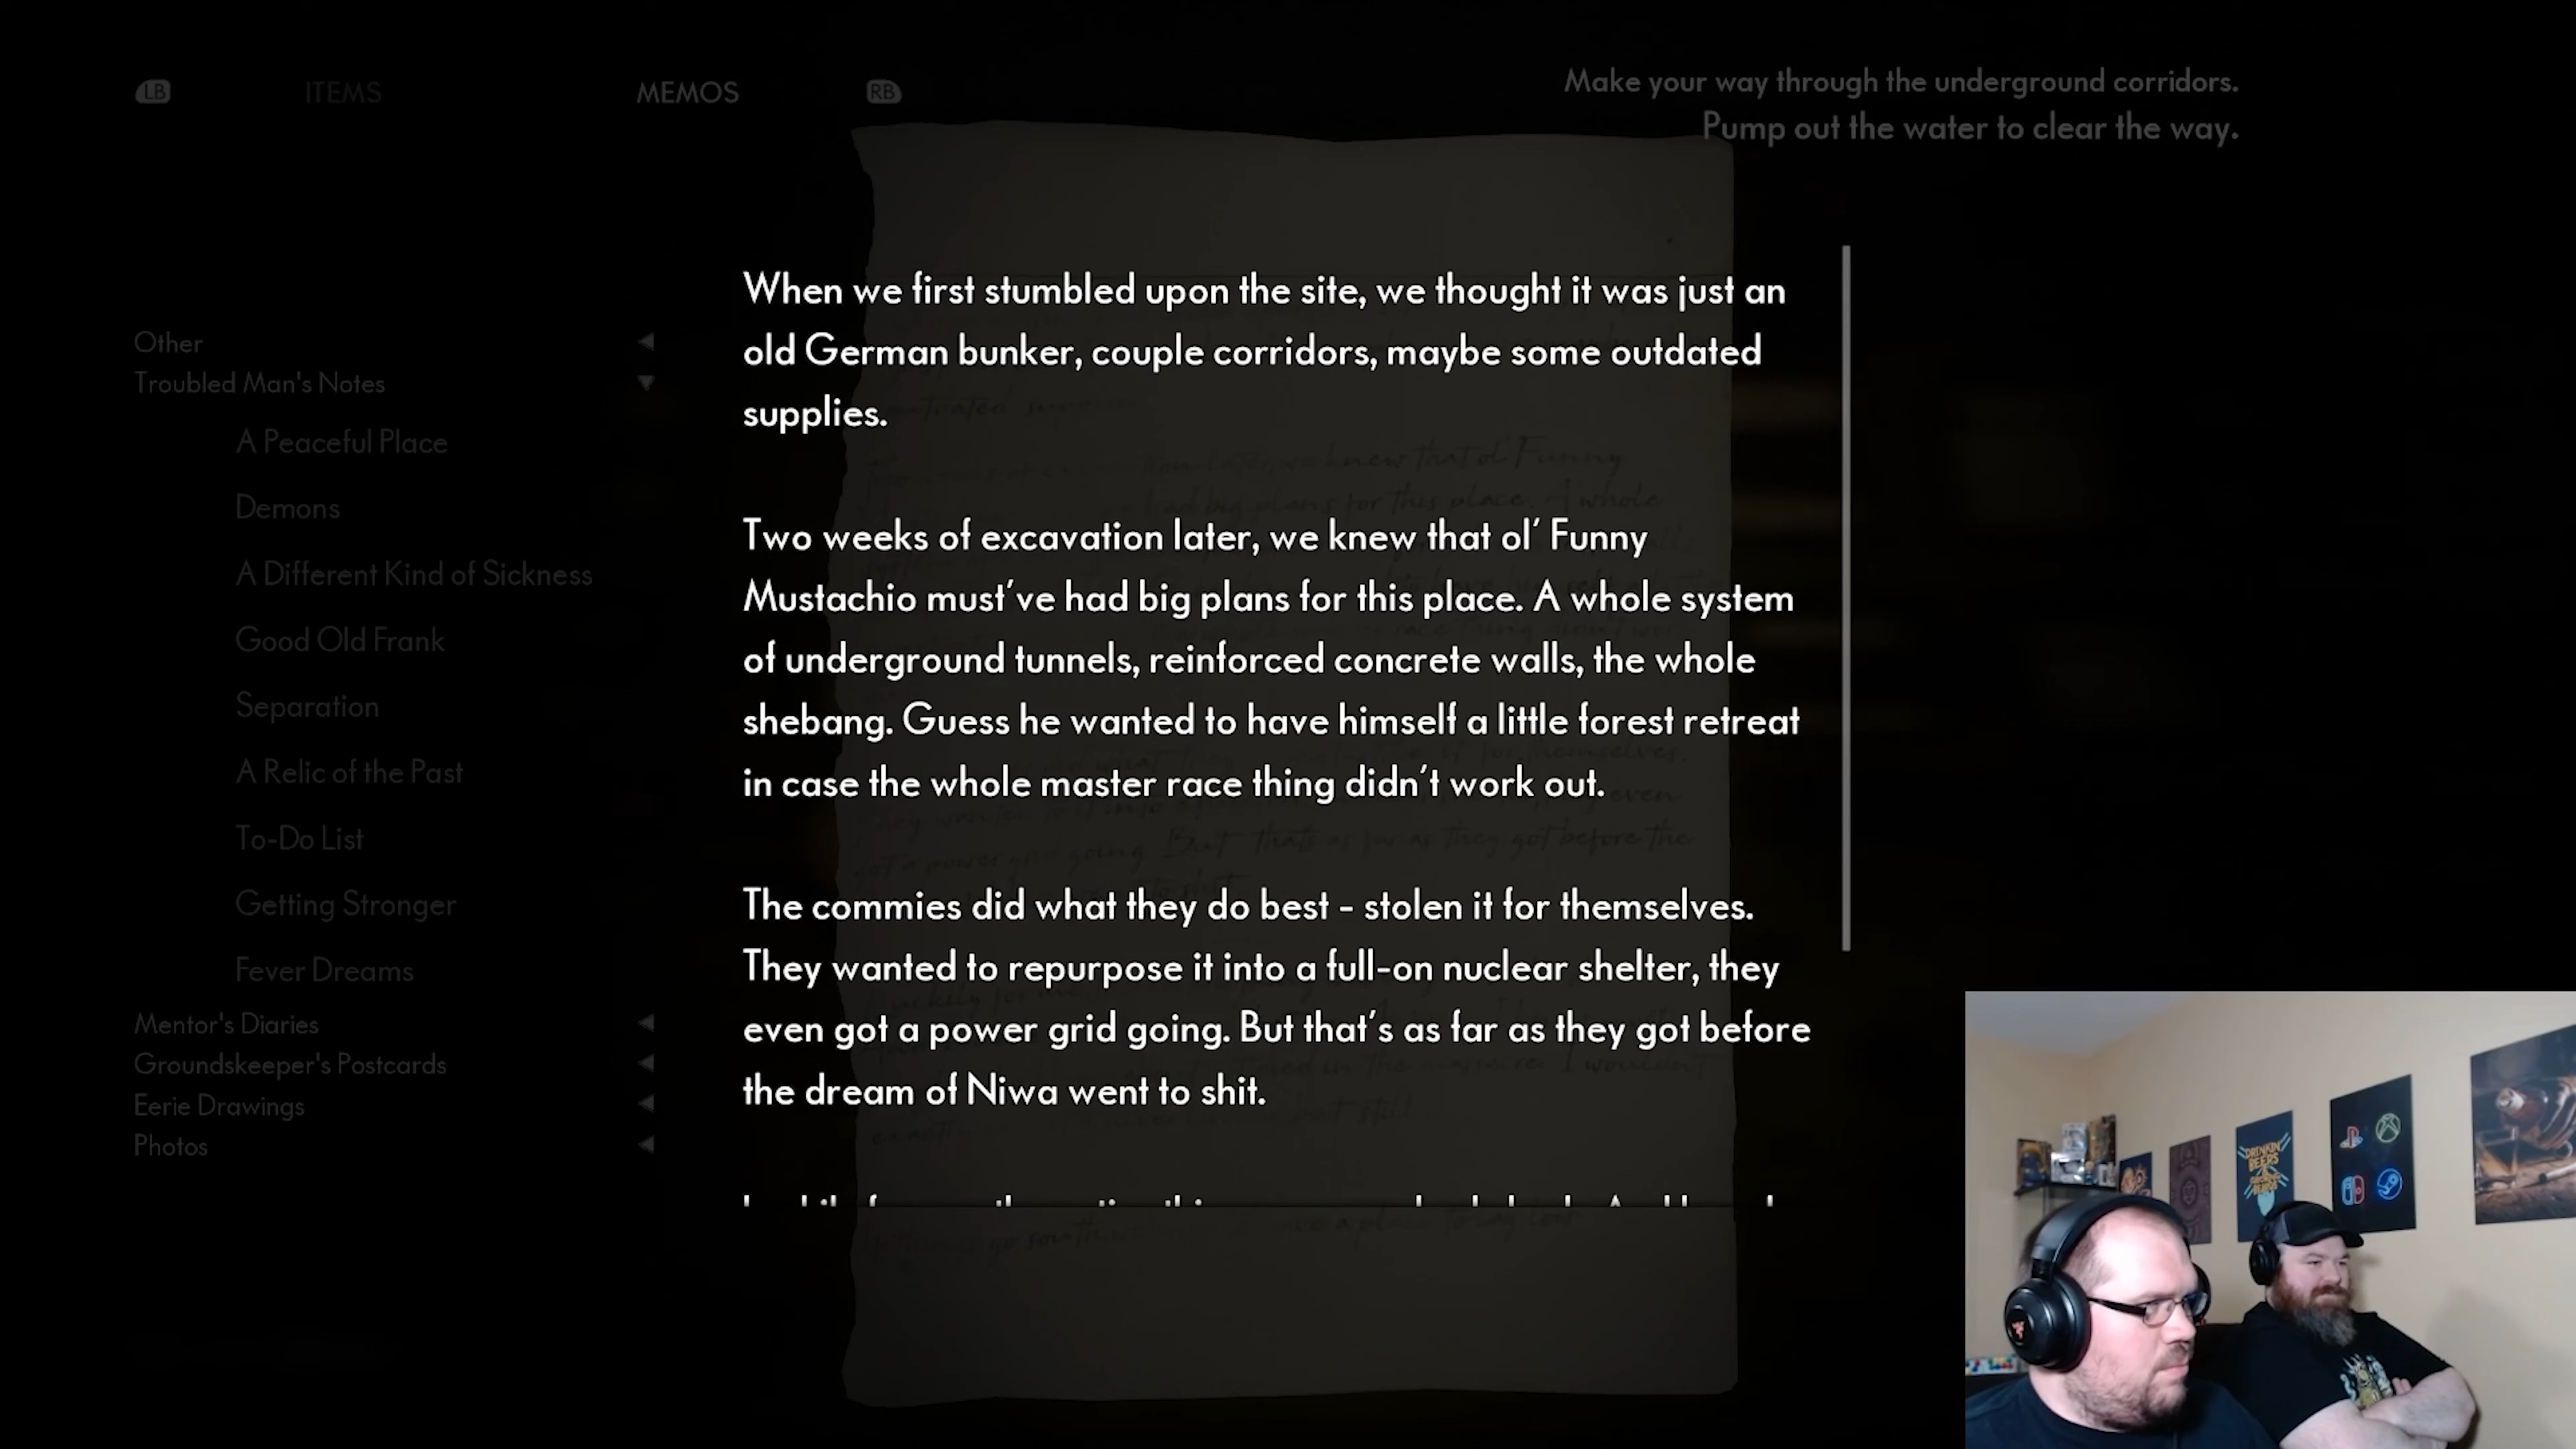 LB ITEMS MEMOS RB
Make your way through the underground corridors.
Pump out the water to clear the way.
Other
Troubled Man's Notes
A Peaceful Place
Demons
A Different Kind of Sickness
Good Old Frank
Separation
A Relic of the Past
To-Do List
Getting Stronger
Fever Dreams
Mentor's Diaries
Groundskeeper's Postcards
Eerie Drawings
Photos
When we first stumbled upon the site, we thought it was just an
old German bunker, couple corridors, maybe some outdated
supplies.
Two weeks of excavation later, we knew that ol' Funny
Mustachio must've had big plans for this place. A whole system
of underground tunnels, reinforced concrete walls, the whole
shebang. Guess he wanted to have himself a little forest retreat
in case the whole master race thing didn't work out.
The commies did what they do best - stolen it for themselves.
They wanted to repurpose it into a full-on nuclear shelter, they
even got a power grid going. But that's as far as they got before
the dream of Niwa went to shit.
DRINKIN'
BEERS